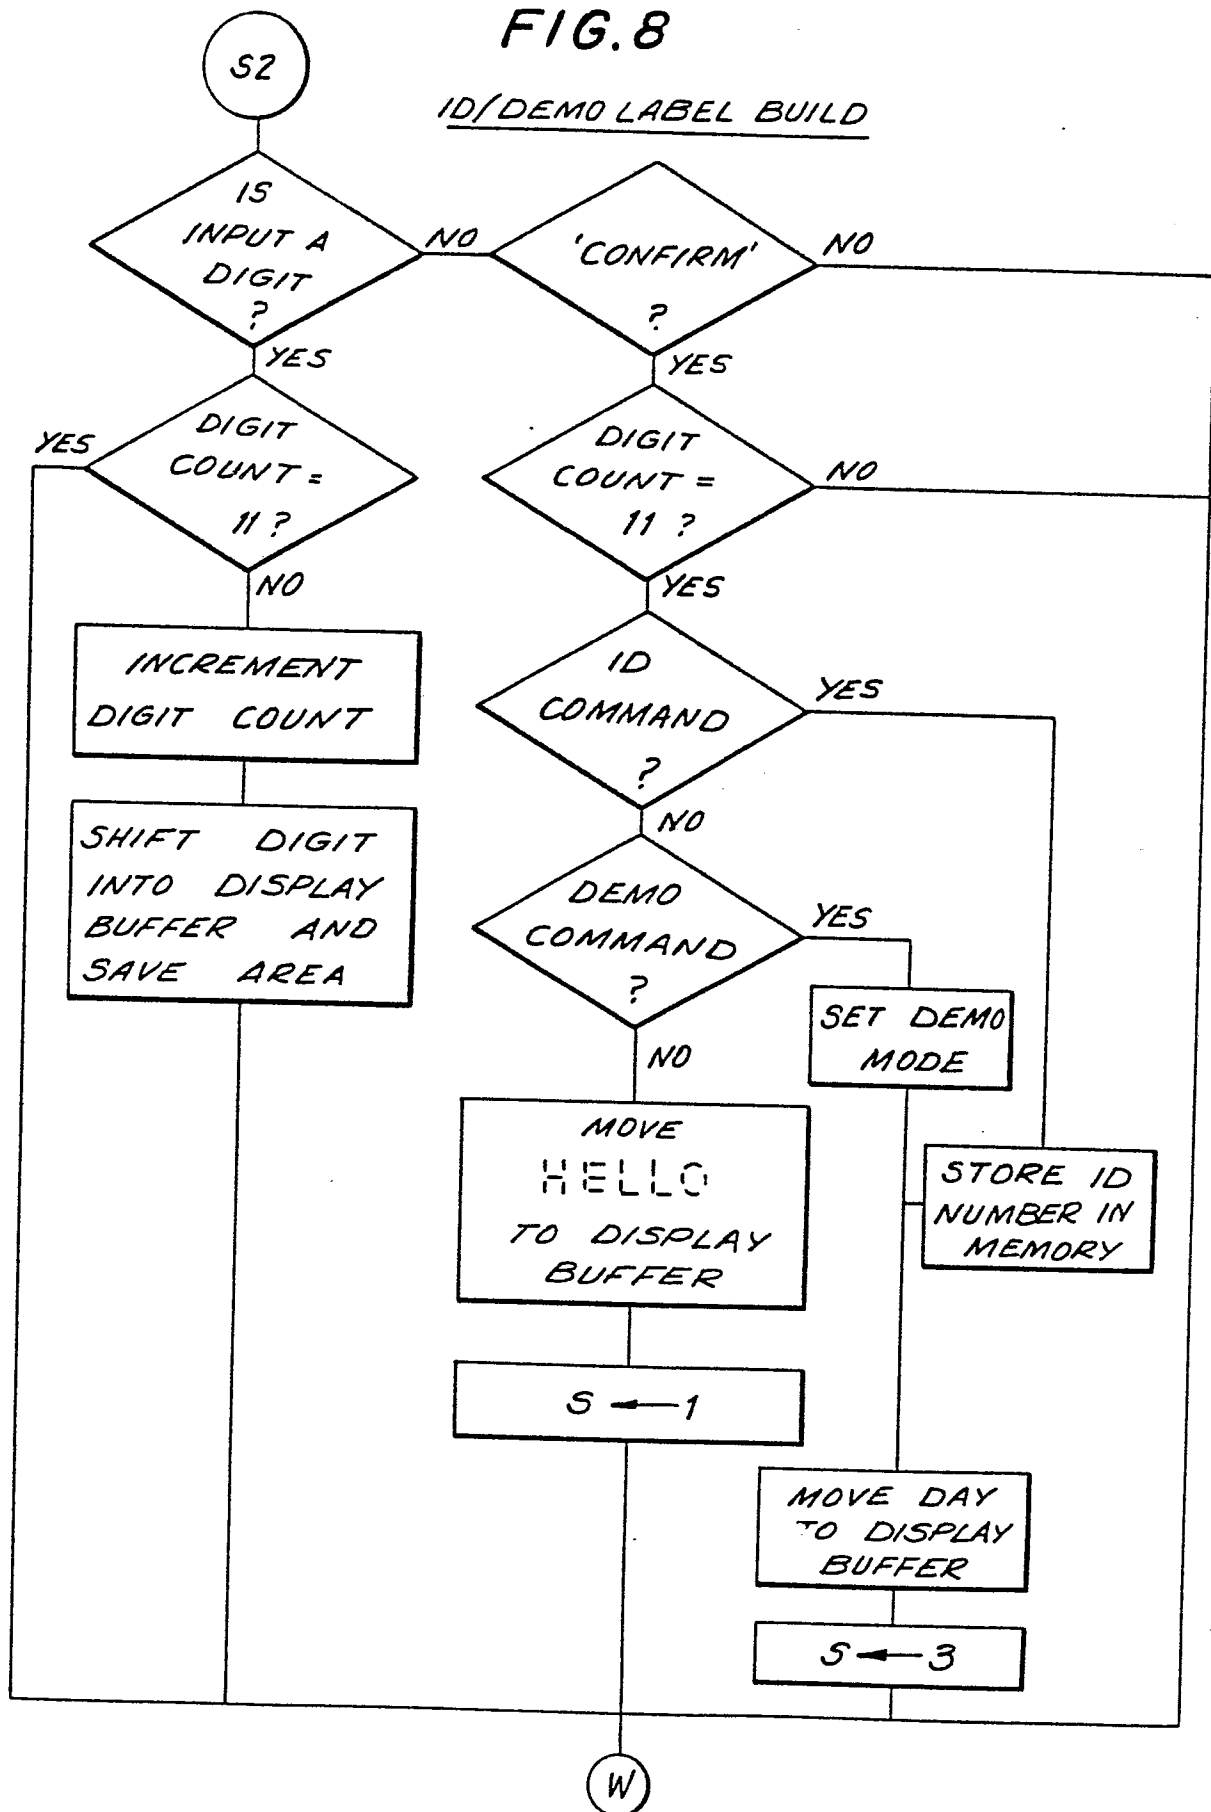 FIG. 8
S2
ID/DEMO LABEL BUILD
IS
INPUT A
DIGIT
?
NO
'CONFIRM'
?
NO
YES
YES
DIGIT
COUNT =
11 ?
YES
DIGIT
COUNT =
11 ?
NO
NO
YES
INCREMENT
DIGIT COUNT
ID
COMMAND
?
YES
NO
SHIFT DIGIT
INTO DISPLAY
BUFFER AND
SAVE AREA
DEMO
COMMAND
?
YES
NO
SET DEMO
MODE
MOVE
HELLO
TO DISPLAY
BUFFER
STORE ID
NUMBER IN
MEMORY
S ← 1
MOVE DAY
TO DISPLAY
BUFFER
S ← 3
W